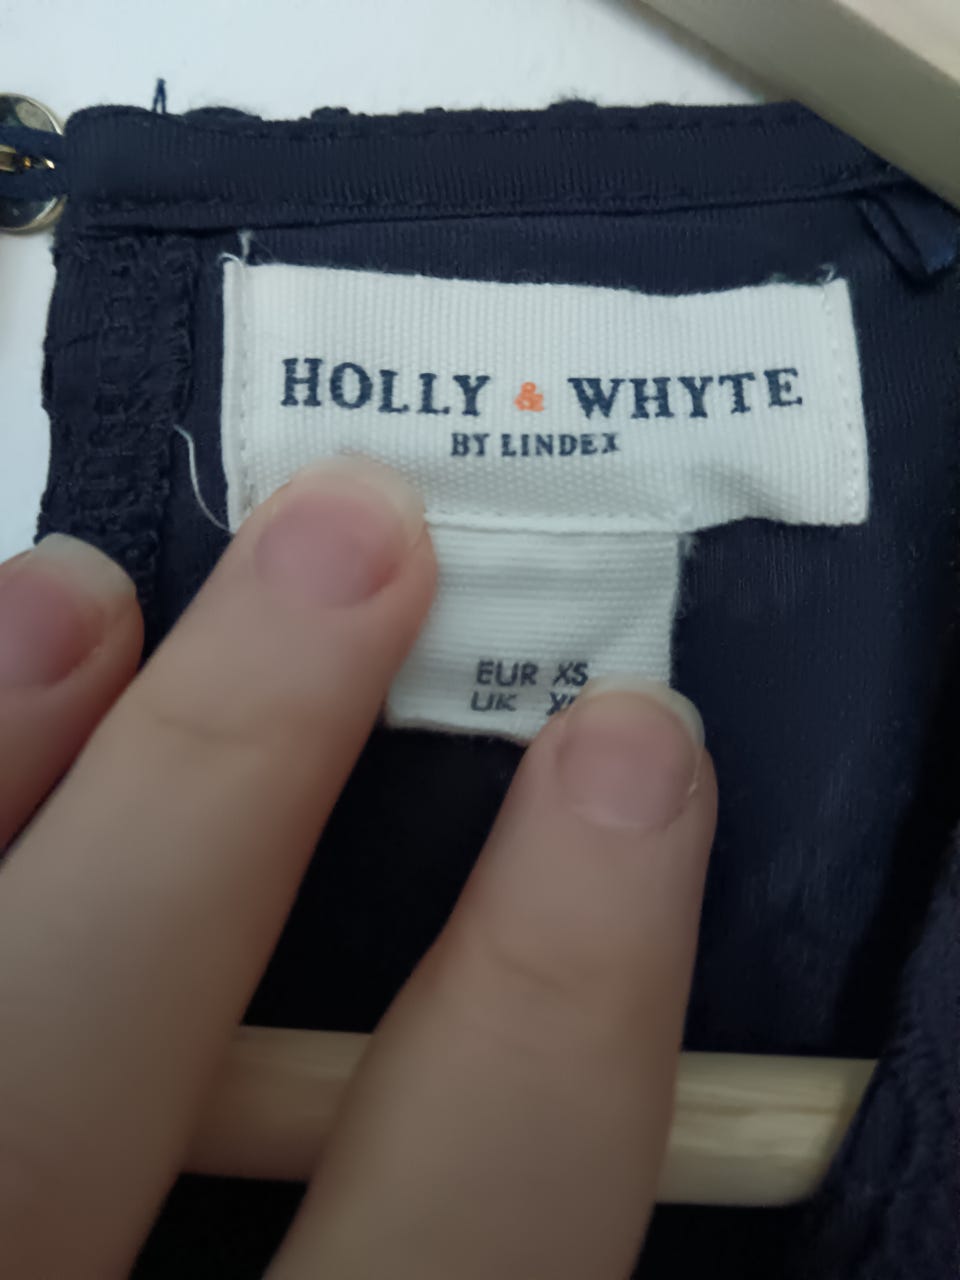 HOLLY & WHYTE
BY LINDEX
EUR XS
UK